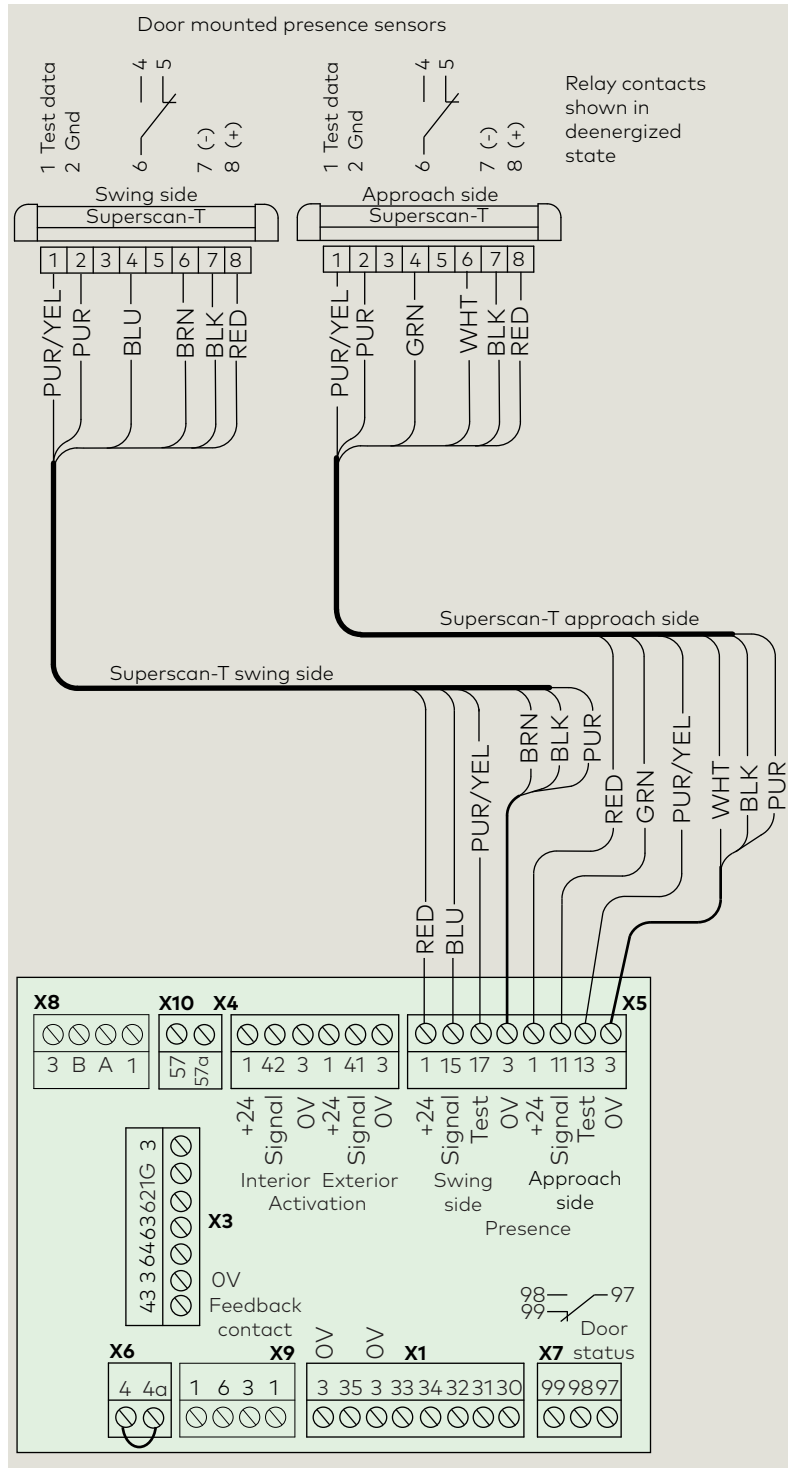 Door mounted presence sensors
1 Test data
2 Gnd
4
5
6
7 (-)
8 (+)
1 Test data
2 Gnd
4
5
6
7 (-)
8 (+)
Relay contacts
shown in
deenergized
state
Swing side
Superscan-T
1 2 3 4 5 6 7 8
Approach side
Superscan-T
1 2 3 4 5 6 7 8
PUR/YEL
PUR
BLU
BRN
BLK
RED
PUR/YEL
PUR
GRN
WHT
BLK
RED
Superscan-T approach side
Superscan-T swing side
RED
BLU
PUR/YEL
BRN
BLK
PUR
RED
GRN
PUR/YEL
WHT
BLK
PUR
X8
3 B A 1
X10
57
57a
X4
1 42 3 1 41 3
+24
Signal
0V
+24
Signal
0V
Interior Exterior
Activation
X5
1 15 17 3 1 11 13 3
+24
Signal
Test
0V
+24
Signal
Test
0V
Swing
side
Approach
side
Presence
X3
43 3 64 63 62 1G 3
0V
Feedback
contact
98
99
97
Door
status
X6
4 4a
X9
1 6 3 1
0V
0V
X1
3 35 3 33 34 32 31 30
X7
99 98 97